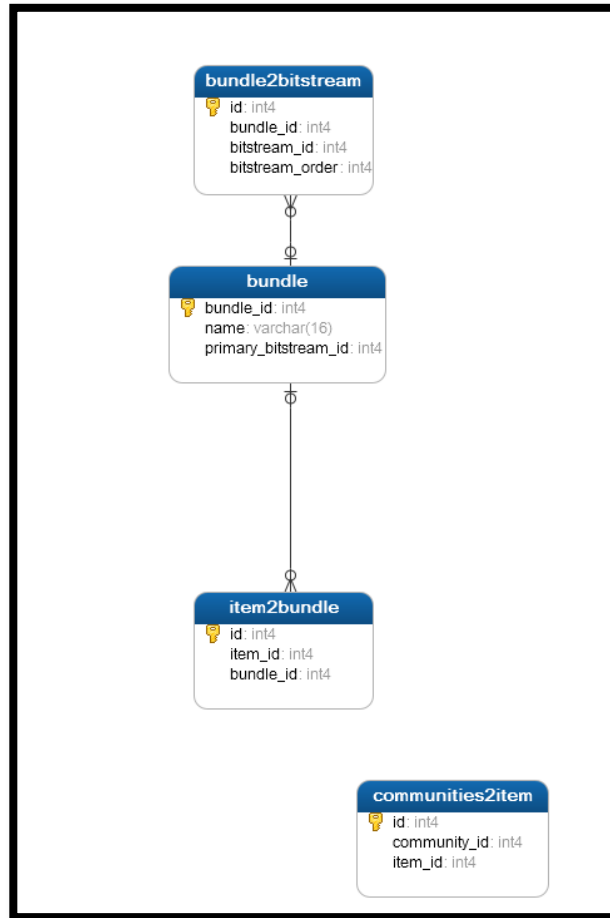 bundle2bitstream
id: int4
bundle_id: int4
bitstream_id: int4
bitstream_order: int4
bundle
bundle_id: int4
name: varchar(16)
primary_bitstream_id: int4
item2bundle
id: int4
item_id: int4
bundle_id: int4
communities2item
id: int4
community_id: int4
item_id: int4